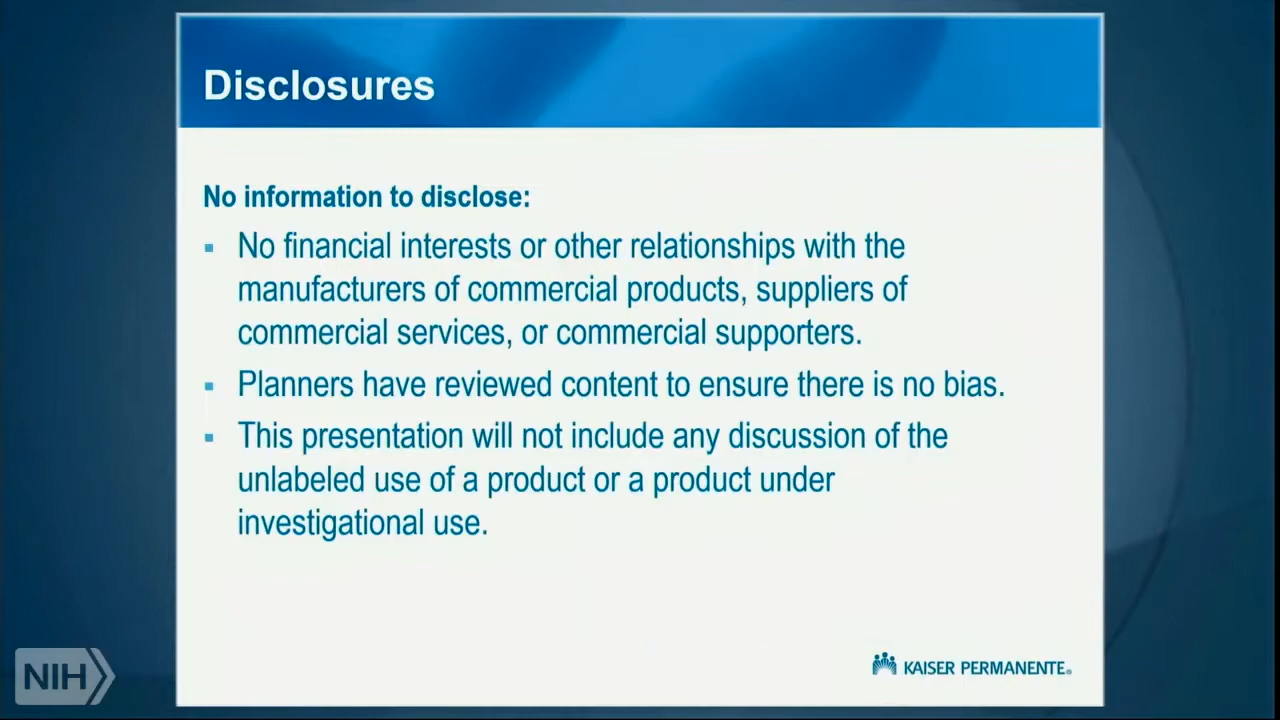 Disclosures
No information to disclose:
▪ No financial interests or other relationships with the
manufacturers of commercial products, suppliers of
commercial services, or commercial supporters.
▪ Planners have reviewed content to ensure there is no bias.
▪ This presentation will not include any discussion of the
unlabeled use of a product or a product under
investigational use.
KAISER PERMANENTE®
NIH